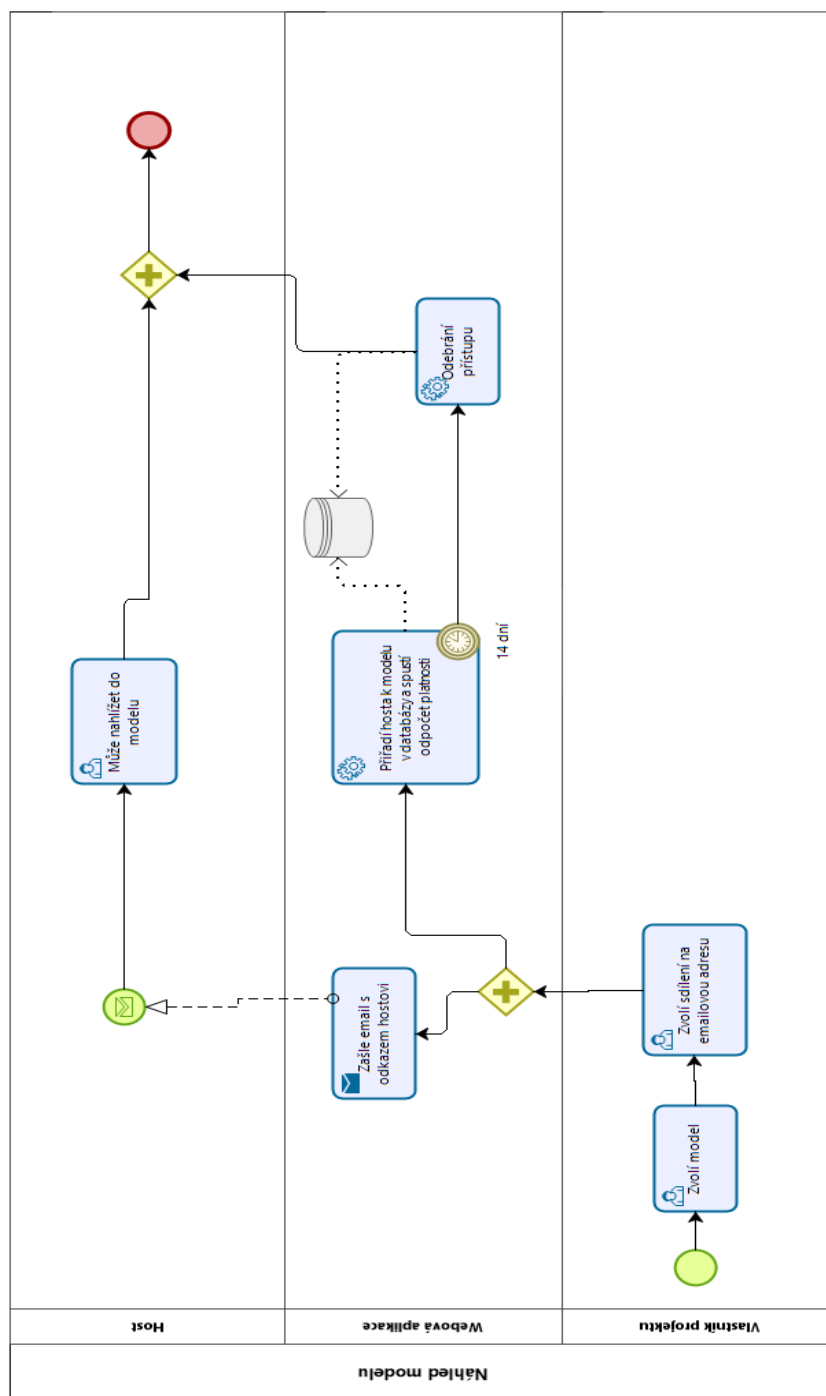 Náhled modelu
Host
Webová aplikace
Vlastník projektu
Může nahlížet do
modelu
Zašle email s
odkazem hostovi
Přiřadí hosta k modelu
v databázy a spustí
odpočet platnosti
14 dní
Odebrání
přístupu
Zvolí model
Zvolí sdílení na
emailovou adresu